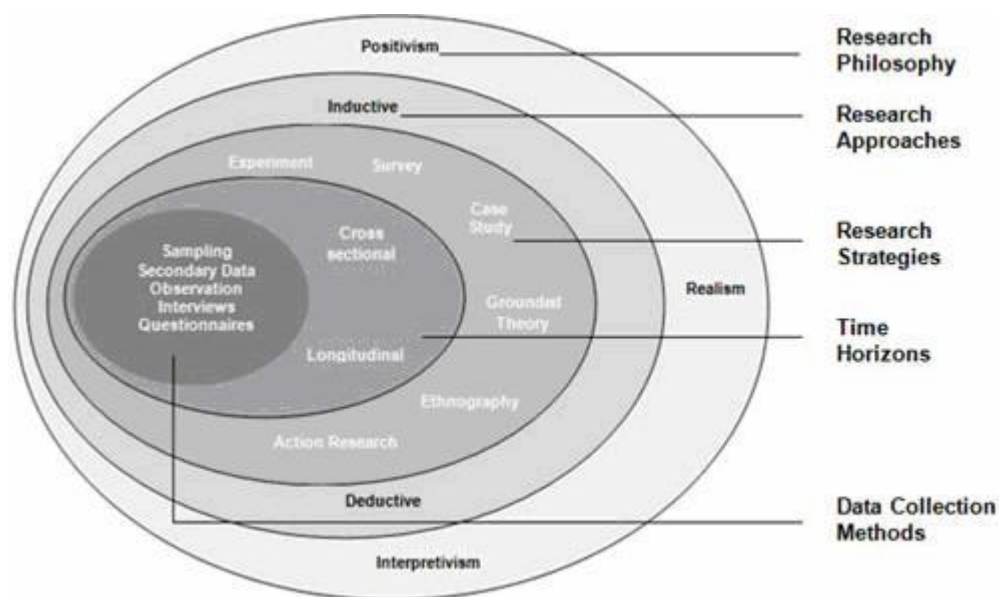 Positivism
Research
Philosophy
Inductive
Research
Approaches
Experiment
Survey
Case
Study
Research
Strategies
Cross
sectional
Sampling
Secondary Data
Observation
Interviews
Questionnaires
Realism
Grounded
Theory
Time
Horizons
Longitudinal
Ethnography
Action Research
Deductive
Data Collection
Methods
Interpretivism